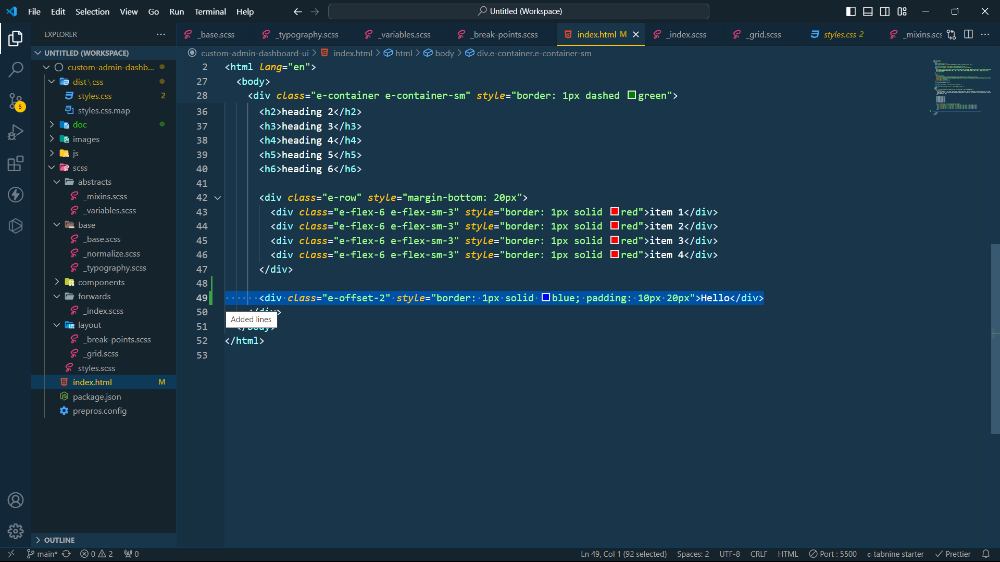 File Edit Selection View Go Run Terminal Help
Untitled (Workspace)
EXPLORER
UNTITLED (WORKSPACE)
custom-admin-dashb...
dist\css
styles.css 2
styles.css.map
doc
images
js
scss
abstracts
_mixins.scss
_variables.scss
base
_base.scss
_normalize.scss
_typography.scss
components
forwards
_index.scss
layout
_break-points.scss
_grid.scss
styles.scss
index.html M
package.json
prepros.config
OUTLINE
5
_base.scss _typography.scss _variables.scss _break-points.scss index.html M _index.scss _grid.scss styles.css 2 _mixins.scs
custom-admin-dashboard-ui > index.html > html > body > div.e-container.e-container-sm
2 <html lang="en">
27 <body>
28 <div class="e-container e-container-sm" style="border: 1px dashed green">
36 <h2>heading 2</h2>
37 <h3>heading 3</h3>
38 <h4>heading 4</h4>
39 <h5>heading 5</h5>
40 <h6>heading 6</h6>
41
42 <div class="e-row" style="margin-bottom: 20px">
43 <div class="e-flex-6 e-flex-sm-3" style="border: 1px solid red">item 1</div>
44 <div class="e-flex-6 e-flex-sm-3" style="border: 1px solid red">item 2</div>
45 <div class="e-flex-6 e-flex-sm-3" style="border: 1px solid red">item 3</div>
46 <div class="e-flex-6 e-flex-sm-3" style="border: 1px solid red">item 4</div>
47 </div>
48
49 <div class="e-offset-2" style="border: 1px solid blue; padding: 10px 20px">Hello</div>
50 </div>
Added lines
51 </body>
52 </html>
53
main* 0 2 0 Ln 49, Col 1 (92 selected) Spaces: 2 UTF-8 CRLF HTML Port : 5500 tabnine starter Prettier